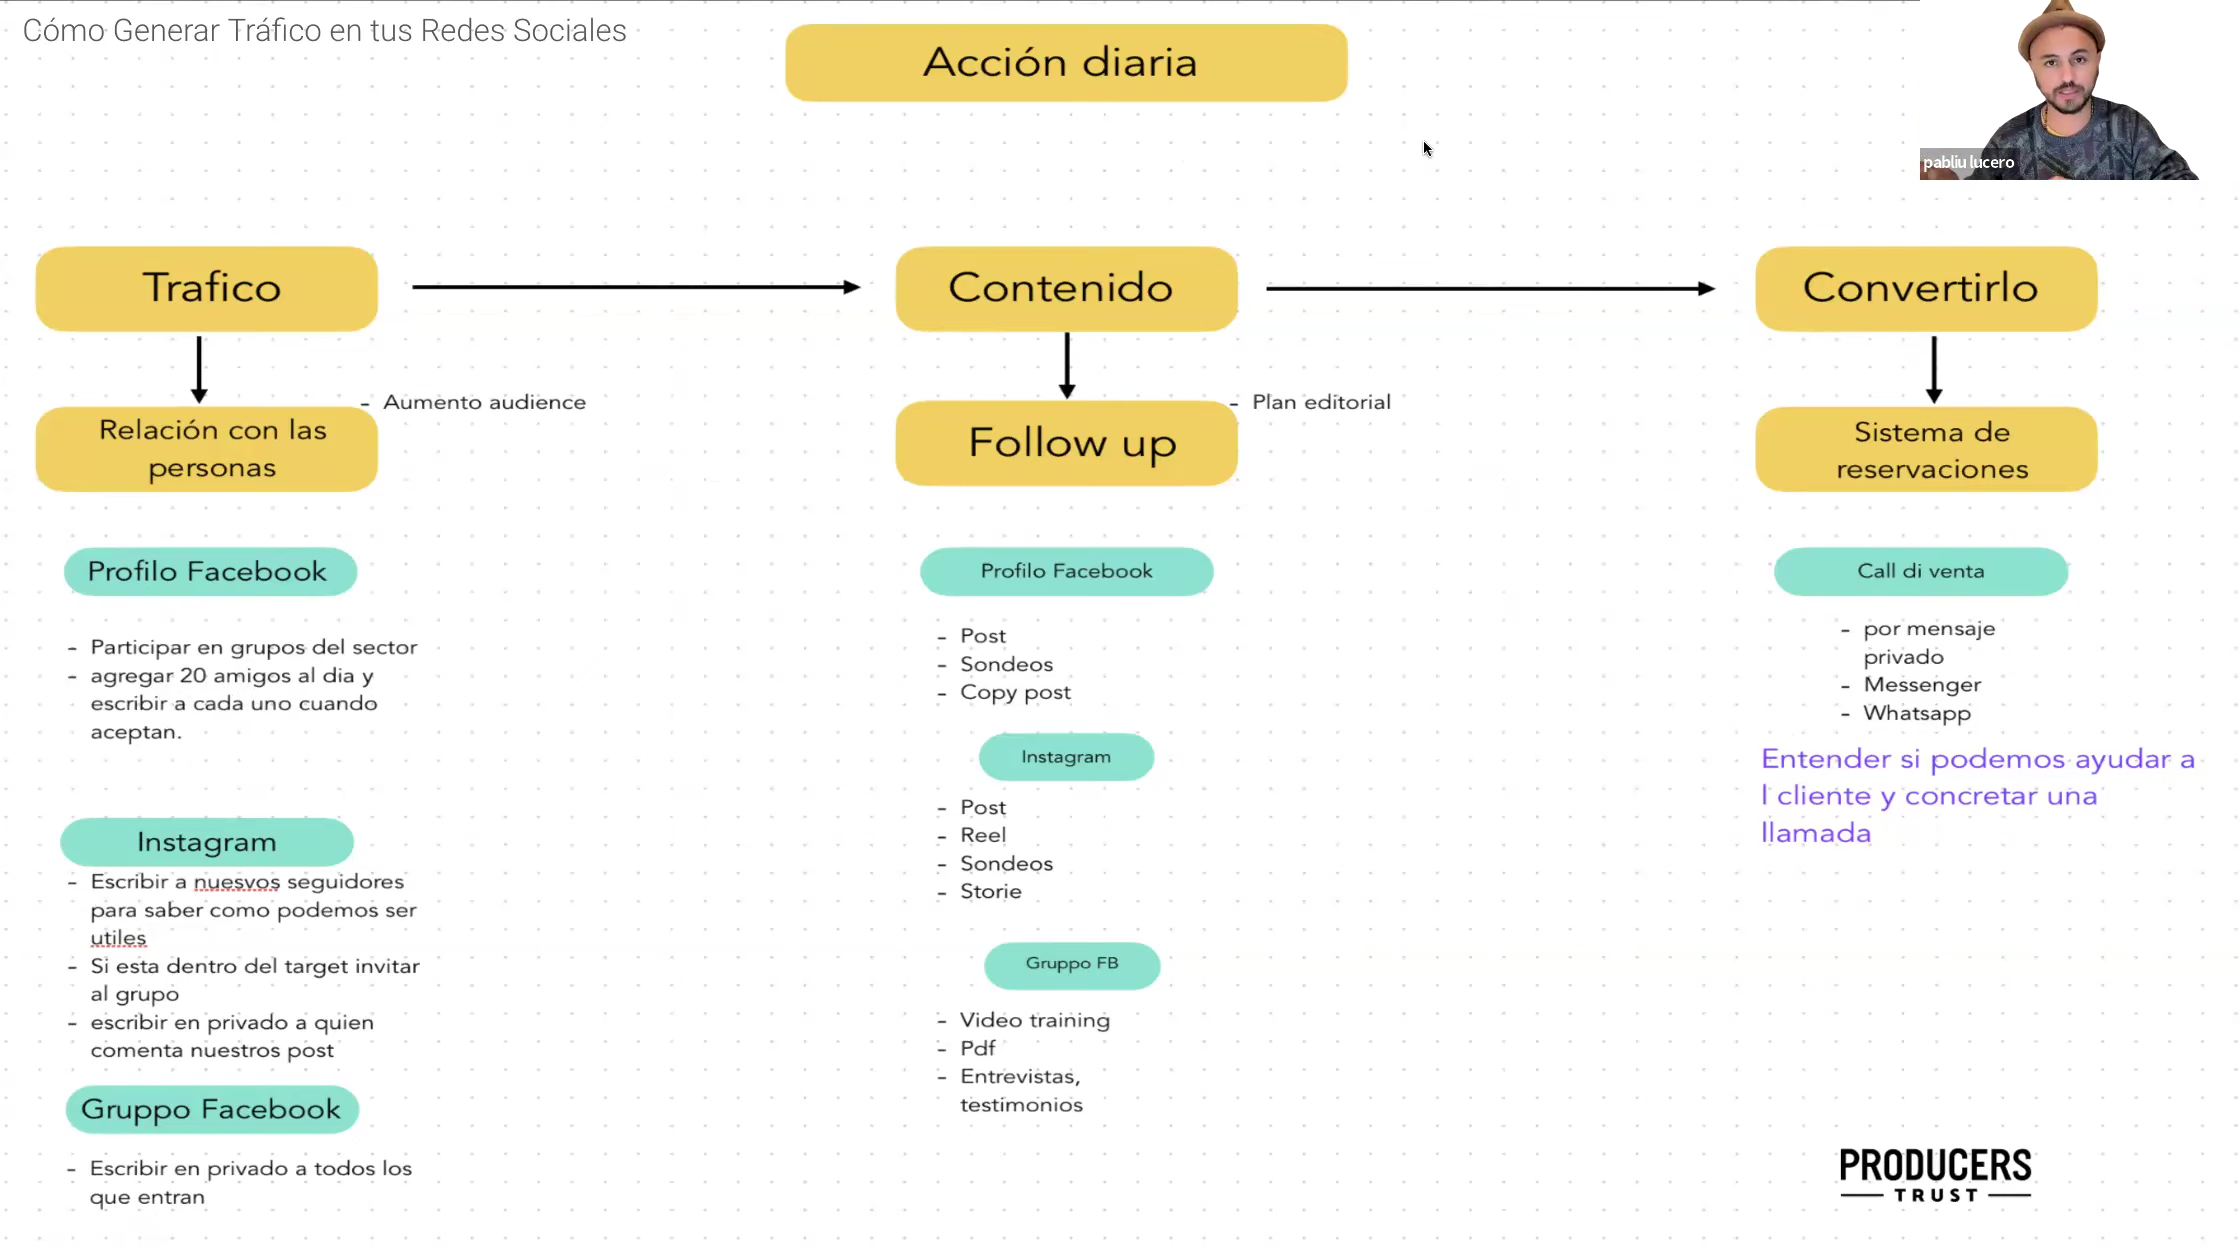 Cómo Generar Tráfico en tus Redes Sociales
Acción diaria
pabliu lucero
Trafico
Contenido
Convertirlo
- Aumento audience
- Plan editorial
Relación con las
personas
Follow up
Sistema de
reservaciones
Profilo Facebook
- Participar en grupos del sector
- agregar 20 amigos al dia y
escribir a cada uno cuando
aceptan.
Instagram
- Escribir a nuesvos seguidores
para saber como podemos ser
utiles
- Si esta dentro del target invitar
al grupo
- escribir en privado a quien
comenta nuestros post
Gruppo Facebook
- Escribir en privado a todos los
que entran
Profilo Facebook
- Post
- Sondeos
- Copy post
Instagram
- Post
- Reel
- Sondeos
- Storie
Gruppo FB
- Video training
- Pdf
- Entrevistas,
testimonios
Call di venta
- por mensaje
privado
- Messenger
- Whatsapp
Entender si podemos ayudar a
l cliente y concretar una
llamada
PRODUCERS
TRUST